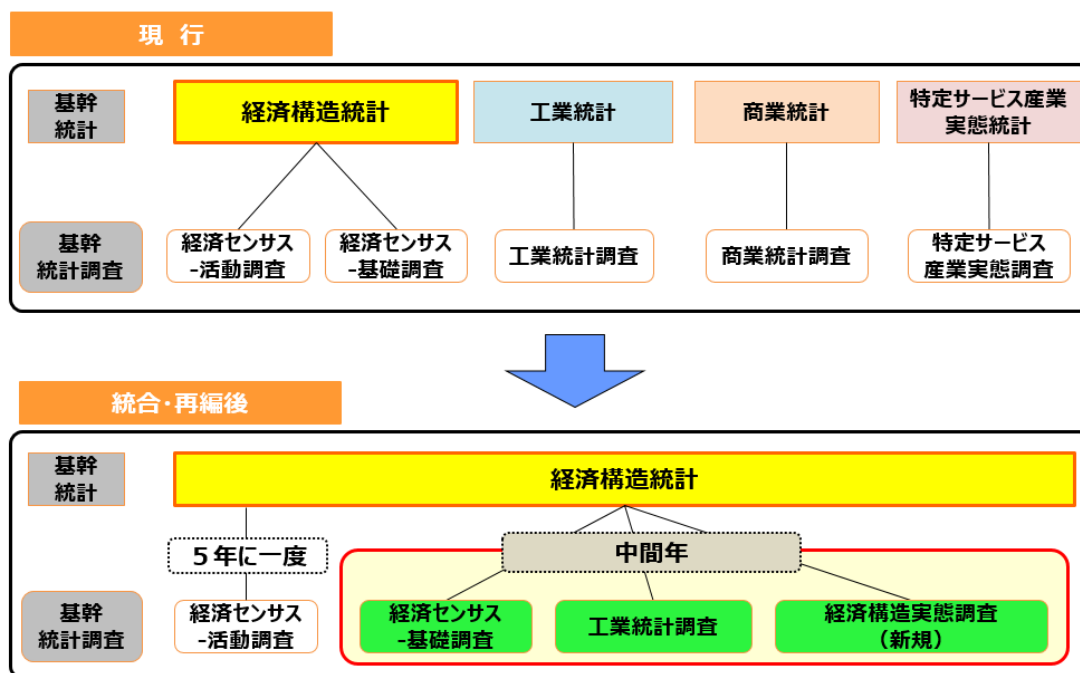 現 行
基幹
統計
経済構造統計
工業統計
商業統計
特定サービス産業
実態統計
基幹
統計調査
経済センサス
-活動調査
経済センサス
-基礎調査
工業統計調査
商業統計調査
特定サービス
産業実態調査
統合・再編後
基幹
統計
経済構造統計
5年に一度
中間年
基幹
統計調査
経済センサス
-活動調査
経済センサス
-基礎調査
工業統計調査
経済構造実態調査
(新規)